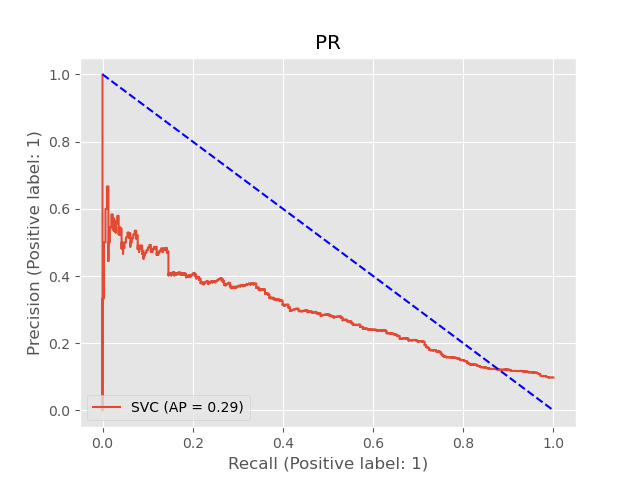 PR
Precision (Positive label: 1)
1.0
0.8
0.6
0.4
0.2
0.0
SVC (AP = 0.29)
0.0 0.2 0.4 0.6 0.8 1.0
Recall (Positive label: 1)